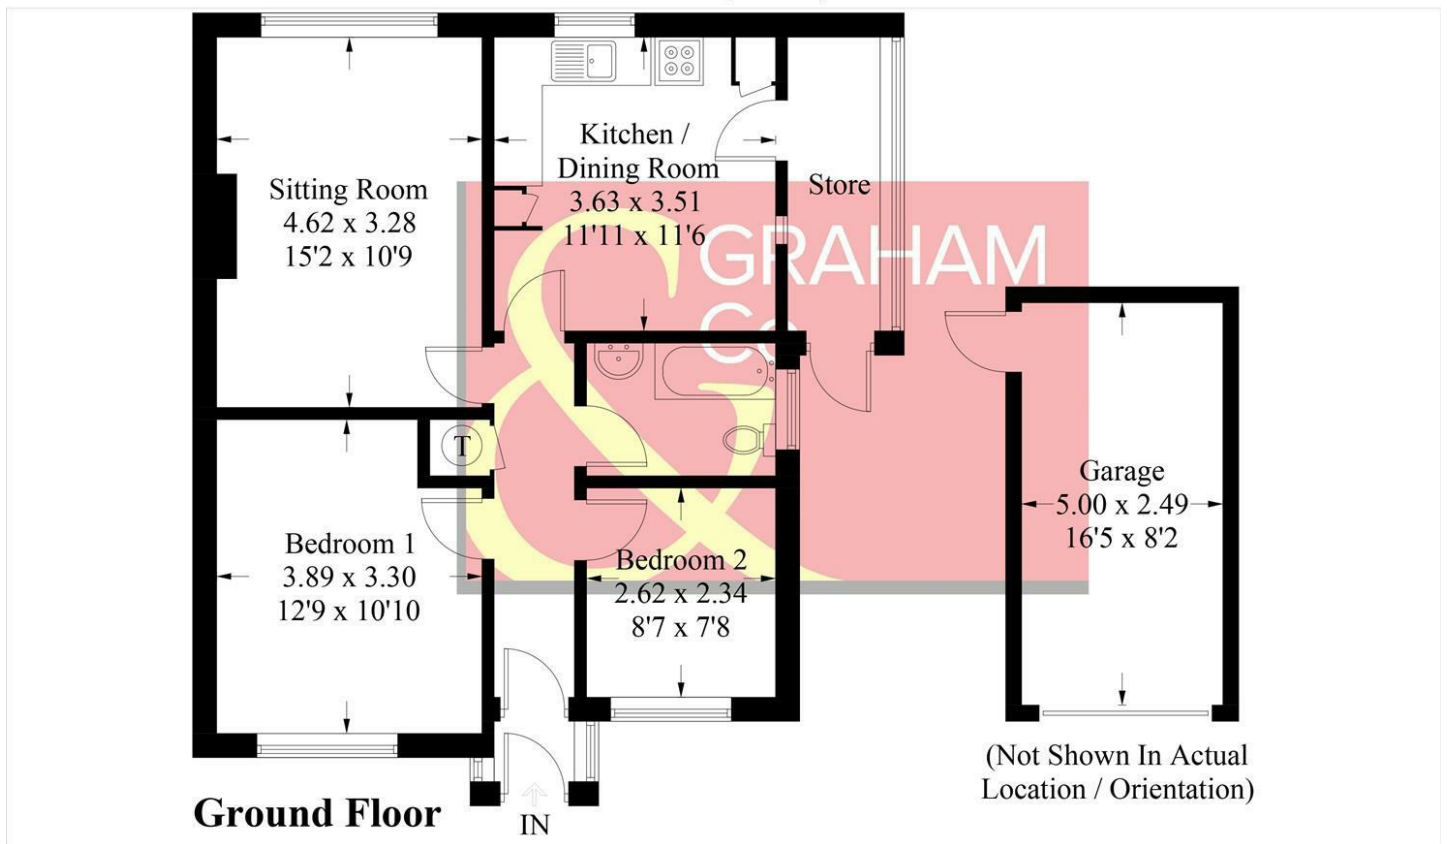 Kitchen /
Dining Room
3.63 x 3.51
11'11 x 11'6
Sitting Room
4.62 x 3.28
15'2 x 10'9
Store
GRAHAM
&
Co
T
Garage
5.00 x 2.49
16'5 x 8'2
Bedroom 1
3.89 x 3.30
12'9 x 10'10
Bedroom 2
2.62 x 2.34
8'7 x 7'8
(Not Shown In Actual
Location / Orientation)
Ground Floor
IN